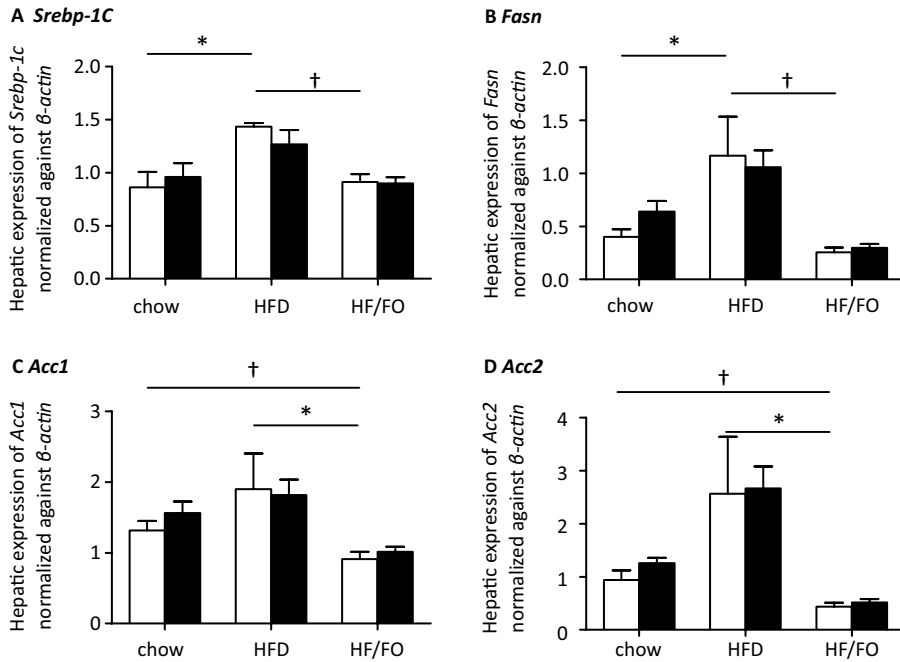 A Srebp-1C
*
†
Hepatic expression of Srebp-1c
normalized against β-actin
2.0
1.5
1.0
0.5
0.0
chow HFD HF/FO
B Fasn
*
†
Hepatic expression of Fasn
normalized against β-actin
2.0
1.5
1.0
0.5
0.0
chow HFD HF/FO
C Acc1
†
*
Hepatic expression of Acc1
normalized against β-actin
3
2
1
0
chow HFD HF/FO
D Acc2
†
*
Hepatic expression of Acc2
normalized against β-actin
4
3
2
1
0
chow HFD HF/FO